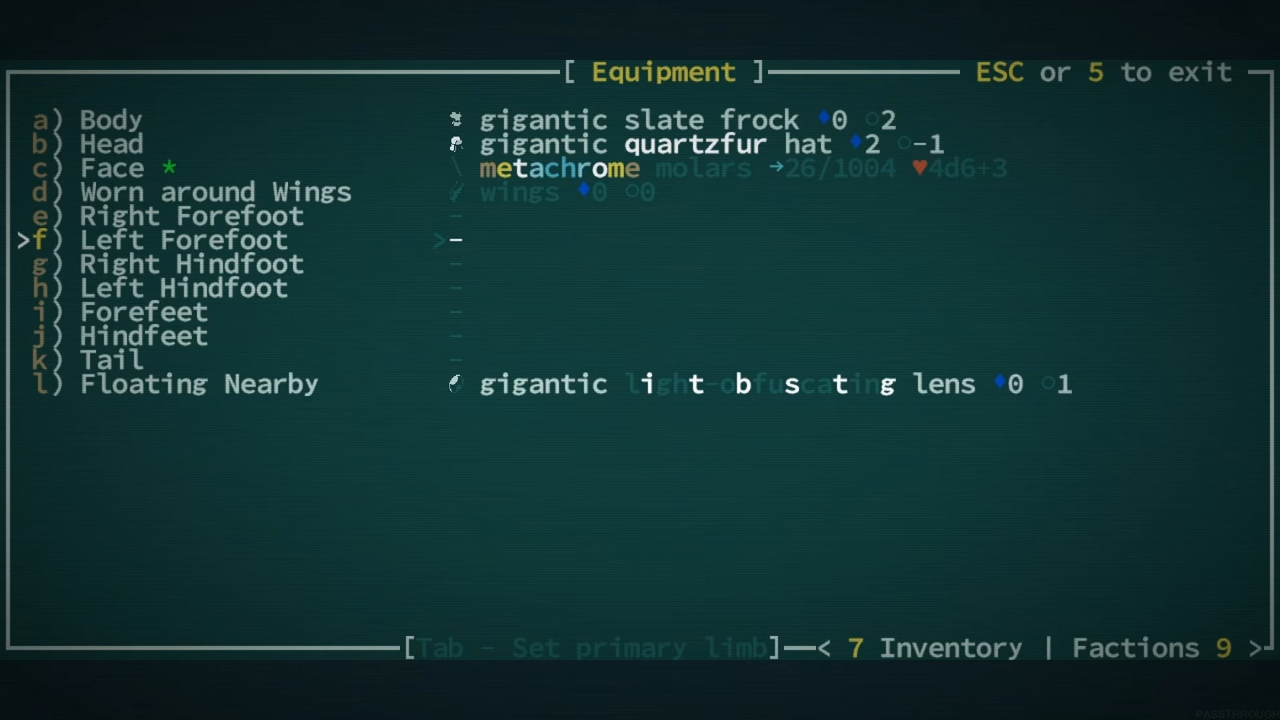 [ Equipment ] ESC or 5 to exit
a) Body gigantic slate frock ♦0 ○2
b) Head gigantic quartzfur hat ♦2 ○-1
c) Face * \ metachrome molars →26/1004 ♥4d6+3
d) Worn around Wings wings ♦0 ○0
e) Right Forefoot -
>f) Left Forefoot >-
g) Right Hindfoot -
h) Left Hindfoot -
i) Forefeet -
j) Hindfeet -
k) Tail -
l) Floating Nearby gigantic light-obfuscating lens ♦0 ○1
[Tab - Set primary limb] < 7 Inventory | Factions 9 >